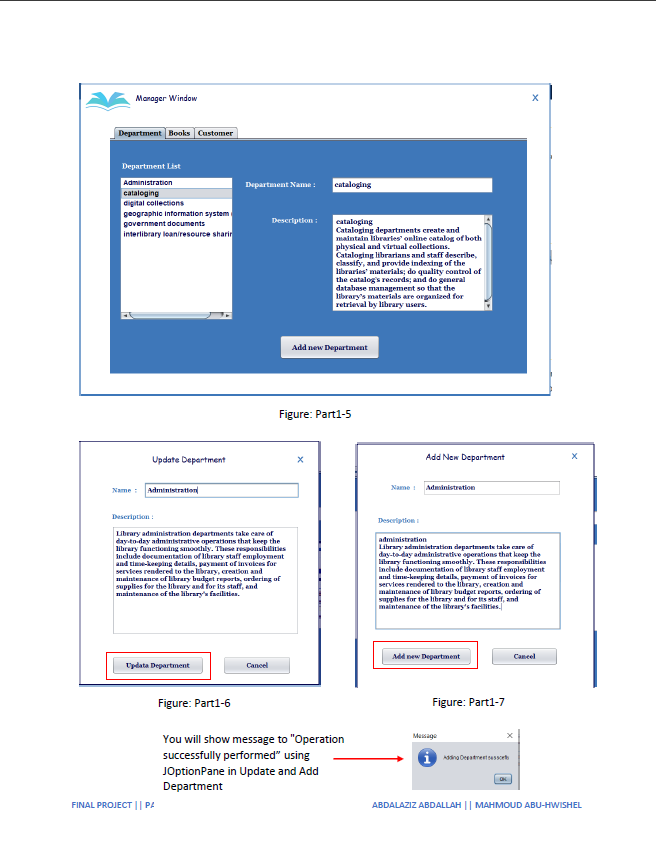 Manager Window
X
Department Books Customer
Department List
Administration
cataloging
digital collections
geographic information system
government documents
interlibrary loan/resource sharin
Department Name :
cataloging
Description :
cataloging
Cataloging departments create and
maintain libraries' online catalog of both
physical and virtual collections.
Cataloging librarians and staff describe,
classify, and provide indexing of the
libraries' materials; do quality control of
the catalog's records; and do general
database management so that the
library's materials are organized for
retrieval by library users.
Add new Department
Figure: Part1-5
Update Department
X
Name :
Administration
Description :
Library administration departments take care of
day-to-day administrative operations that keep the
library functioning smoothly. These responsibilities
include documentation of library staff employment
and time-keeping details, payment of invoices for
services rendered to the library, creation and
maintenance of library budget reports, ordering of
supplies for the library and for its staff, and
maintenance of the library's facilities.
Updata Department
Cancel
Figure: Part1-6
Add New Department
X
Name :
Administration
Description :
administration
Library administration departments take care of
day-to-day administrative operations that keep the
library functioning smoothly. These responsibilities
include documentation of library staff employment
and time-keeping details, payment of invoices for
services rendered to the library, creation and
maintenance of library budget reports, ordering of
supplies for the library and for its staff, and
maintenance of the library's facilities.
Add new Department
Cancel
Figure: Part1-7
You will show message to "Operation
successfully performed" using
JOptionPane in Update and Add
Department
Message
X
Adding Department
OK
FINAL PROJECT || PA
ABDALAZIZ ABDALLAH || MAHMOUD ABU-HWISHEL